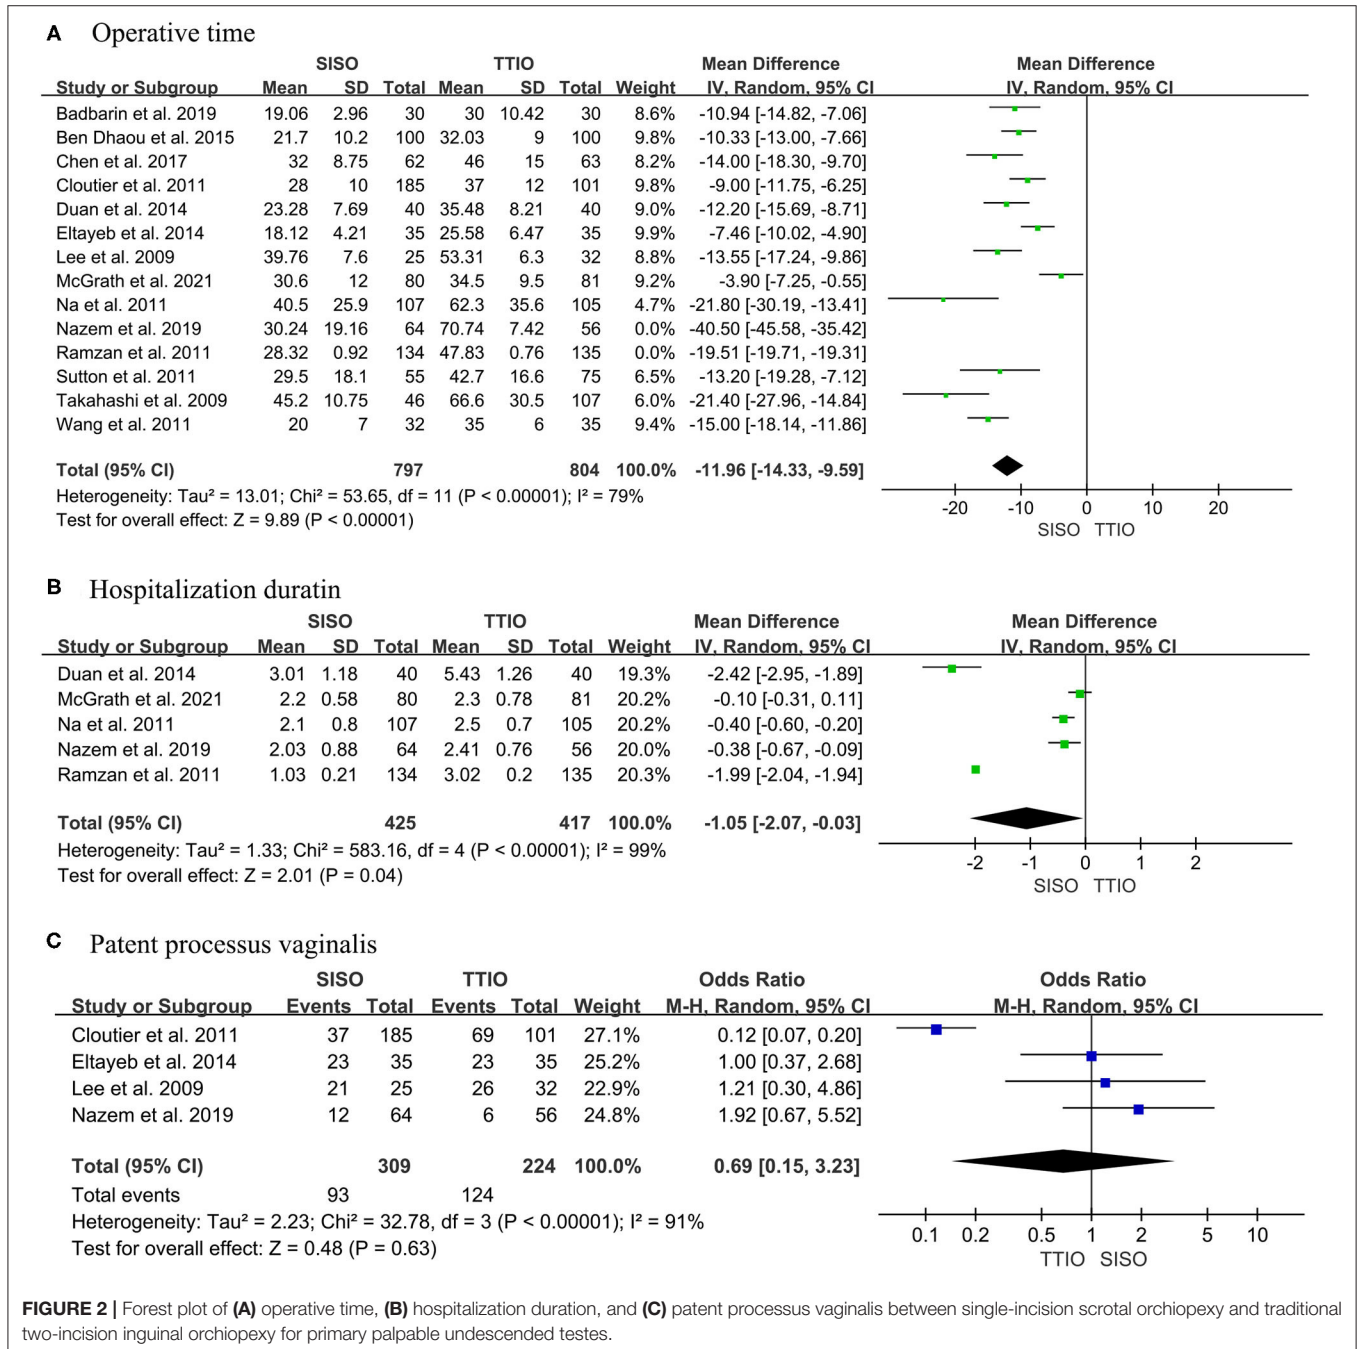 A Operative time
SISO TTIO Mean Difference Mean Difference
Study or Subgroup Mean SD Total Mean SD Total Weight IV, Random, 95% CI IV, Random, 95% CI
Badbarin et al. 2019 19.06 2.96 30 30 10.42 30 8.6% -10.94 [-14.82, -7.06]
Ben Dhaou et al. 2015 21.7 10.2 100 32.03 9 100 9.8% -10.33 [-13.00, -7.66]
Chen et al. 2017 32 8.75 62 46 15 63 8.2% -14.00 [-18.30, -9.70]
Cloutier et al. 2011 28 10 185 37 12 101 9.8% -9.00 [-11.75, -6.25]
Duan et al. 2014 23.28 7.69 40 35.48 8.21 40 9.0% -12.20 [-15.69, -8.71]
Eltayeb et al. 2014 18.12 4.21 35 25.58 6.47 35 9.9% -7.46 [-10.02, -4.90]
Lee et al. 2009 39.76 7.6 25 53.31 6.3 32 8.8% -13.55 [-17.24, -9.86]
McGrath et al. 2021 30.6 12 80 34.5 9.5 81 9.2% -3.90 [-7.25, -0.55]
Na et al. 2011 40.5 25.9 107 62.3 35.6 105 4.7% -21.80 [-30.19, -13.41]
Nazem et al. 2019 30.24 19.16 64 70.74 7.42 56 0.0% -40.50 [-45.58, -35.42]
Ramzan et al. 2011 28.32 0.92 134 47.83 0.76 135 0.0% -19.51 [-19.71, -19.31]
Sutton et al. 2011 29.5 18.1 55 42.7 16.6 75 6.5% -13.20 [-19.28, -7.12]
Takahashi et al. 2009 45.2 10.75 46 66.6 30.5 107 6.0% -21.40 [-27.96, -14.84]
Wang et al. 2011 20 7 32 35 6 35 9.4% -15.00 [-18.14, -11.86]
Total (95% CI) 797 804 100.0% -11.96 [-14.33, -9.59]
Heterogeneity: Tau² = 13.01; Chi² = 53.65, df = 11 (P < 0.00001); I² = 79%
Test for overall effect: Z = 9.89 (P < 0.00001)
-20 -10 0 10 20
SISO TTIO
B Hospitalization duratin
SISO TTIO Mean Difference Mean Difference
Study or Subgroup Mean SD Total Mean SD Total Weight IV, Random, 95% CI IV, Random, 95% CI
Duan et al. 2014 3.01 1.18 40 5.43 1.26 40 19.3% -2.42 [-2.95, -1.89]
McGrath et al. 2021 2.2 0.58 80 2.3 0.78 81 20.2% -0.10 [-0.31, 0.11]
Na et al. 2011 2.1 0.8 107 2.5 0.7 105 20.2% -0.40 [-0.60, -0.20]
Nazem et al. 2019 2.03 0.88 64 2.41 0.76 56 20.0% -0.38 [-0.67, -0.09]
Ramzan et al. 2011 1.03 0.21 134 3.02 0.2 135 20.3% -1.99 [-2.04, -1.94]
Total (95% CI) 425 417 100.0% -1.05 [-2.07, -0.03]
Heterogeneity: Tau² = 1.33; Chi² = 583.16, df = 4 (P < 0.00001); I² = 99%
Test for overall effect: Z = 2.01 (P = 0.04)
-2 -1 0 1 2
SISO TTIO
C Patent processus vaginalis
SISO TTIO Odds Ratio Odds Ratio
Study or Subgroup Events Total Events Total Weight M-H, Random, 95% CI M-H, Random, 95% CI
Cloutier et al. 2011 37 185 69 101 27.1% 0.12 [0.07, 0.20]
Eltayeb et al. 2014 23 35 23 35 25.2% 1.00 [0.37, 2.68]
Lee et al. 2009 21 25 26 32 22.9% 1.21 [0.30, 4.86]
Nazem et al. 2019 12 64 6 56 24.8% 1.92 [0.67, 5.52]
Total (95% CI) 309 224 100.0% 0.69 [0.15, 3.23]
Total events 93 124
Heterogeneity: Tau² = 2.23; Chi² = 32.78, df = 3 (P < 0.00001); I² = 91%
Test for overall effect: Z = 0.48 (P = 0.63)
0.1 0.2 0.5 1 2 5 10
TTIO SISO
FIGURE 2 | Forest plot of (A) operative time, (B) hospitalization duration, and (C) patent processus vaginalis between single-incision scrotal orchiopexy and traditional
two-incision inguinal orchiopexy for primary palpable undescended testes.